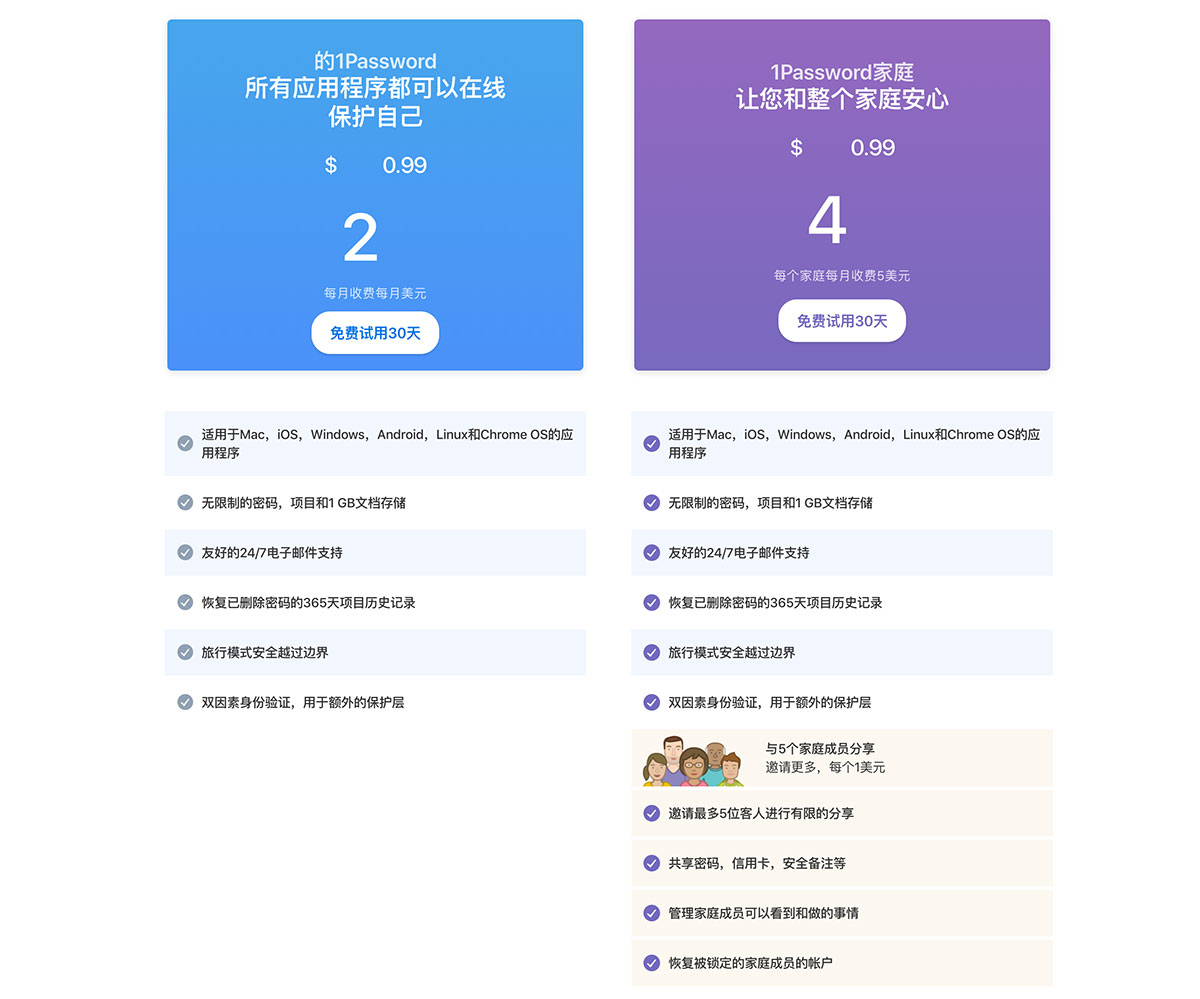 的1Password
所有应用程序都可以在线
保护自己
$ 0.99
2
每月收费每月美元
免费试用30天
适用于Mac，iOS，Windows，Android，Linux和Chrome OS的应
用程序
无限制的密码，项目和1 GB文档存储
友好的24/7电子邮件支持
恢复已删除密码的365天项目历史记录
旅行模式安全越过边界
双因素身份验证，用于额外的保护层
1Password家庭
让您和整个家庭安心
$ 0.99
4
每个家庭每月收费5美元
免费试用30天
适用于Mac，iOS，Windows，Android，Linux和Chrome OS的应
用程序
无限制的密码，项目和1 GB文档存储
友好的24/7电子邮件支持
恢复已删除密码的365天项目历史记录
旅行模式安全越过边界
双因素身份验证，用于额外的保护层
与5个家庭成员分享
邀请更多，每个1美元
邀请最多5位客人进行有限的分享
共享密码，信用卡，安全备注等
管理家庭成员可以看到和做的事情
恢复被锁定的家庭成员的帐户